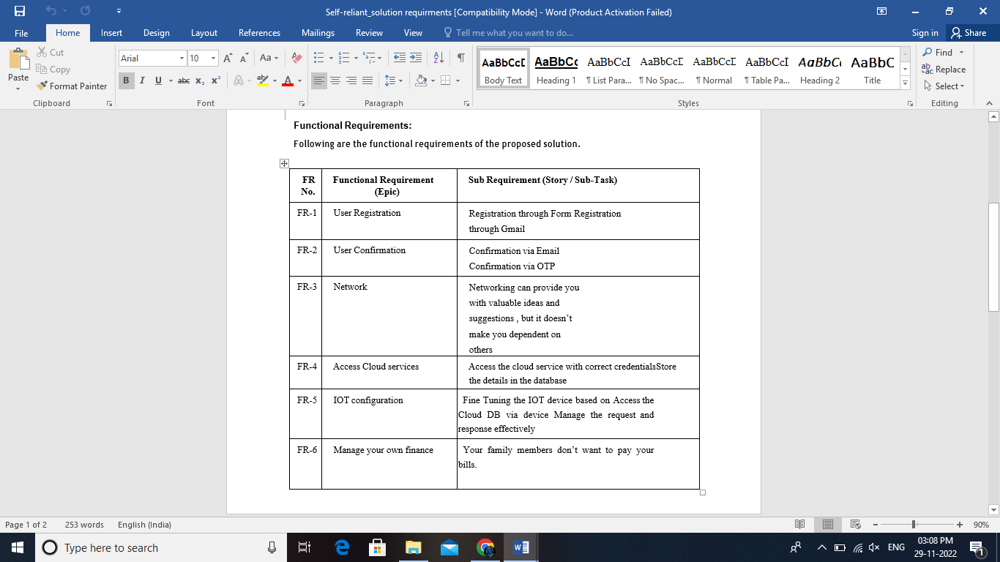 Self-reliant_solution requirments [Compatibility Mode] - Word (Product Activation Failed)
File Home Insert Design Layout References Mailings Review View Tell me what you want to do... Sign in Share
Paste
Cut
Copy
Format Painter
Clipboard
Arial 10
Font
Paragraph
AaBbCcD Body Text
AaBbCc Heading 1
AaBbCcI ¶ List Para...
AaBbCcD ¶ No Spac...
AaBbCcD ¶ Normal
AaBbCcI ¶ Table Pa...
AaBbC Heading 2
AaBbC Title
Styles
Find
Replace
Select
Editing
Functional Requirements:
Following are the functional requirements of the proposed solution.
FR No.
Functional Requirement (Epic)
Sub Requirement (Story / Sub-Task)
FR-1
User Registration
Registration through Form Registration
through Gmail
FR-2
User Confirmation
Confirmation via Email
Confirmation via OTP
FR-3
Network
Networking can provide you
with valuable ideas and
suggestions , but it doesn’t
make you dependent on
others
FR-4
Access Cloud services
Access the cloud service with correct credentialsStore
the details in the database
FR-5
IOT configuration
Fine Tuning the IOT device based on Access the
Cloud DB via device Manage the request and
response effectively
FR-6
Manage your own finance
Your family members don’t want to pay your
bills.
Page 1 of 2 253 words English (India) 90%
Type here to search
ENG
03:08 PM
29-11-2022
1